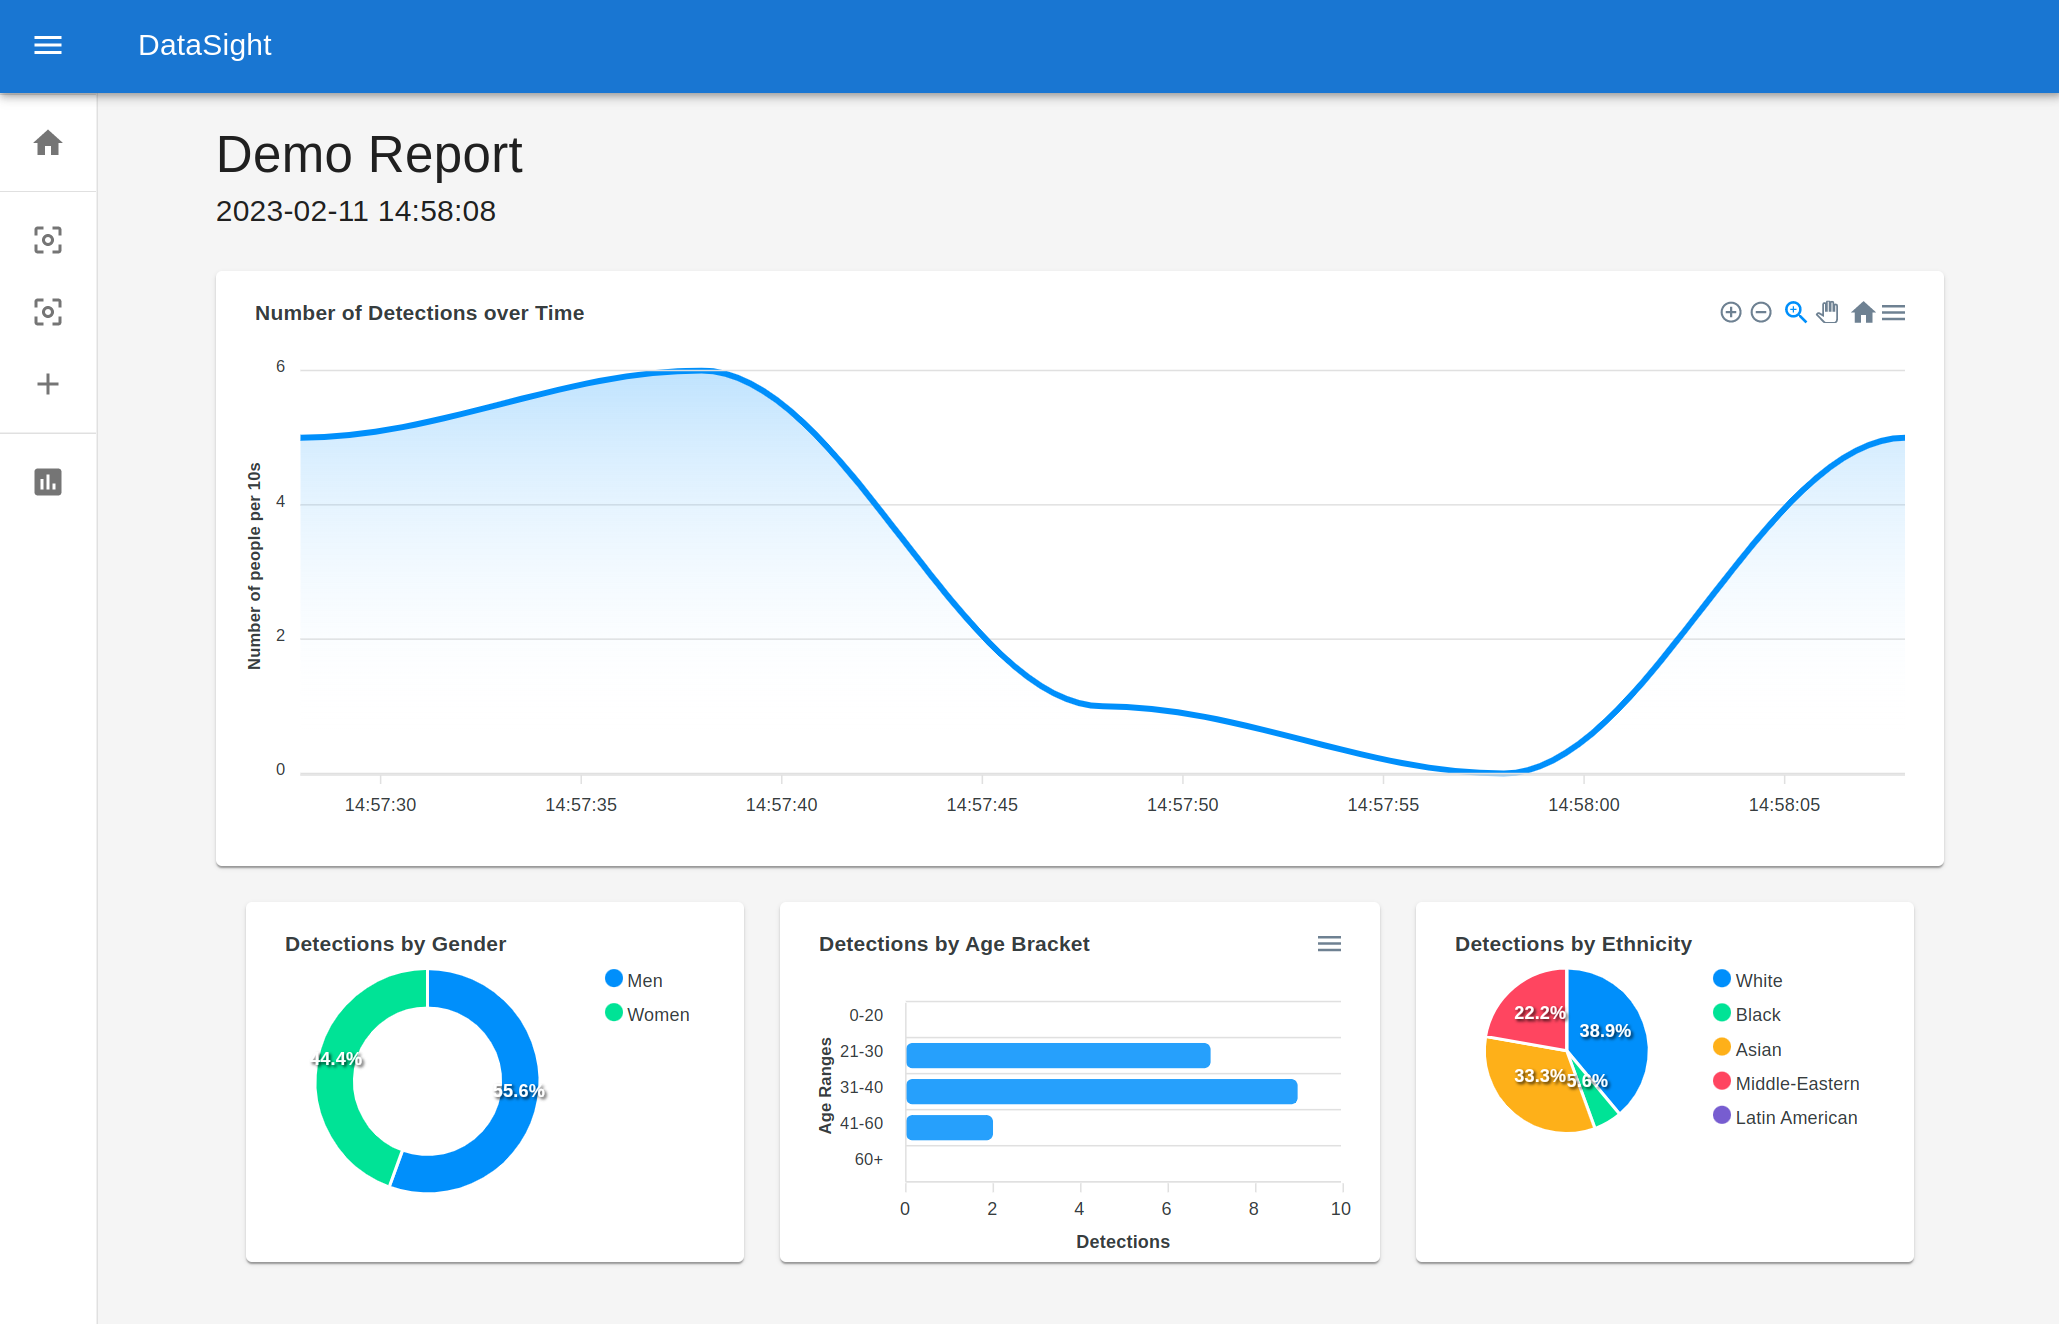 DataSight
Demo Report
2023-02-11 14:58:08
Number of Detections over Time
Number of people per 10s
6
4
2
0
14:57:30 14:57:35 14:57:40 14:57:45 14:57:50 14:57:55 14:58:00 14:58:05
Detections by Gender
Men
Women
44.4%
55.6%
Detections by Age Bracket
Age Ranges
0-20
21-30
31-40
41-60
60+
0 2 4 6 8 10
Detections
Detections by Ethnicity
22.2%
38.9%
33.3%
5.6%
White
Black
Asian
Middle-Eastern
Latin American